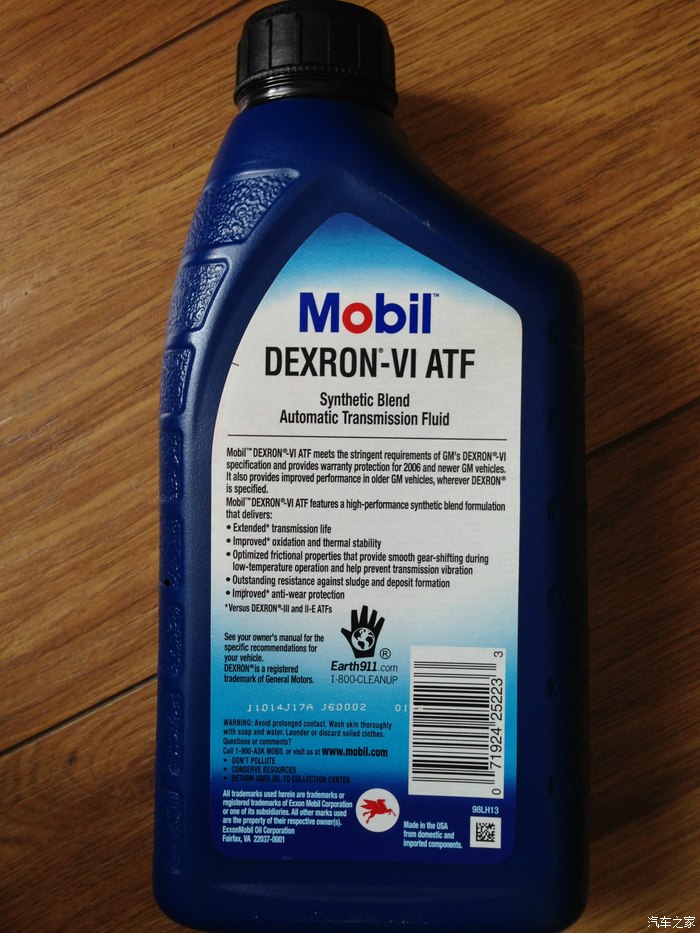 Mobil™
DEXRON®-VI ATF
Synthetic Blend
Automatic Transmission Fluid
Mobil™ DEXRON®-VI ATF meets the stringent requirements of GM's DEXRON®-VI
specification and provides warranty protection for 2006 and newer GM vehicles.
It also provides improved performance in older GM vehicles, wherever DEXRON®
is specified.
Mobil™ DEXRON®-VI ATF features a high-performance synthetic blend formulation
that delivers:
• Extended* transmission life
• Improved* oxidation and thermal stability
• Optimized frictional properties that provide smooth gear-shifting during
low-temperature operation and help prevent transmission vibration
• Outstanding resistance against sludge and deposit formation
• Improved* anti-wear protection
*Versus DEXRON®-III and II-E ATFs
See your owner's manual for the
specific recommendations for
your vehicle.
DEXRON® is a registered
trademark of General Motors.
®
Earth911.com
1-800-CLEANUP
J1014J17A J60002
WARNING: Avoid prolonged contact. Wash skin thoroughly
with soap and water. Launder or discard soiled clothes.
Questions or comments?
Call 1-800-ASK MOBIL or visit us at www.mobil.com
• DON'T POLLUTE
• CONSERVE RESOURCES
• RETURN USED OIL TO COLLECTION CENTER
All trademarks used herein are trademarks or
registered trademarks of Exxon Mobil Corporation
or one of its subsidiaries. All other trademarks used
are the property of their respective owner(s).
ExxonMobil Oil Corporation
Fairfax, VA 22037-0001
Made in the USA
from domestic and
imported components.
0 71924 25223 3
98LH13
汽车之家